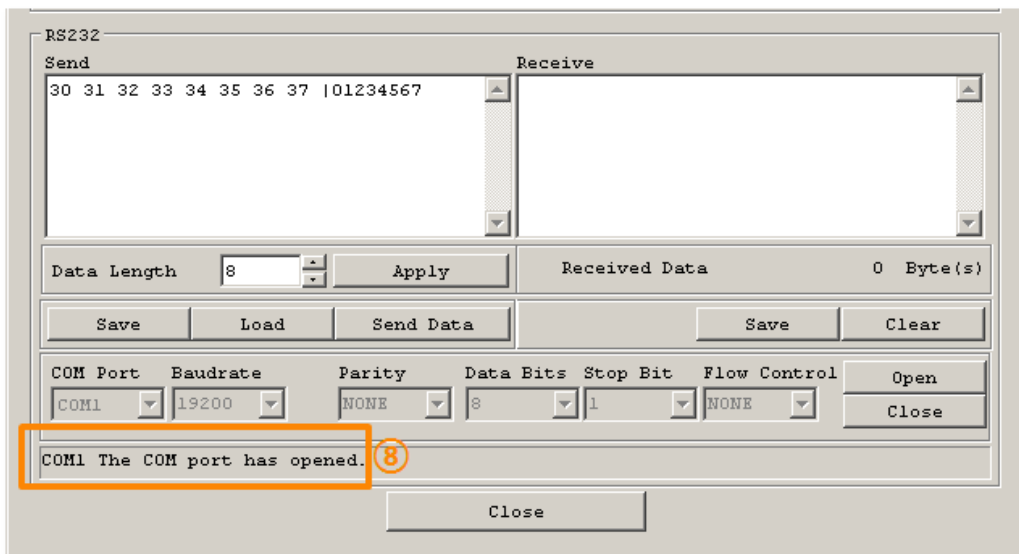 RS232
Send Receive
30 31 32 33 34 35 36 37 |01234567
Data Length 8 Apply Received Data 0 Byte(s)
Save Load Send Data Save Clear
COM Port Baudrate Parity Data Bits Stop Bit Flow Control Open
COM1 19200 NONE 8 1 NONE Close
COM1 The COM port has opened. ⑧
Close